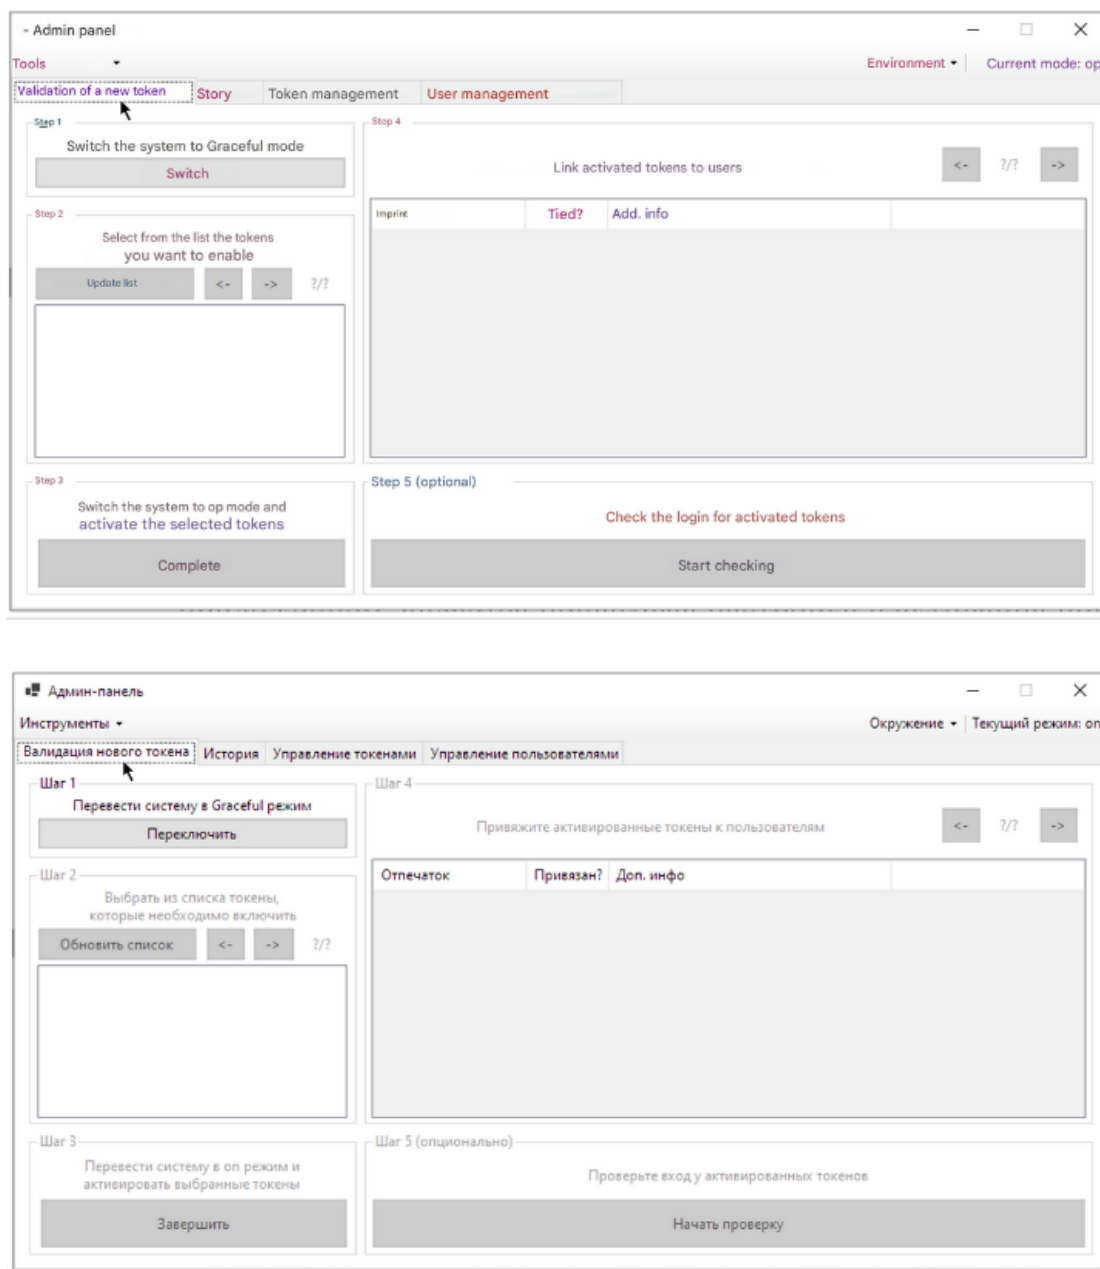 - Admin panel
Tools
Environment
Current mode: op
Validation of a new token
Story
Token management
User management
Step 1
Switch the system to Graceful mode
Switch
Step 2
Select from the list the tokens
you want to enable
Update list
<-
->
?/?
Step 3
Switch the system to op mode and
activate the selected tokens
Complete
Stop 4
Link activated tokens to users
<-
?/?
->
Imprint
Tied?
Add. info
Step 5 (optional)
Check the login for activated tokens
Start checking
Админ-панель
Инструменты
Окружение
Текущий режим: on
Валидация нового токена
История
Управление токенами
Управление пользователями
Шаг 1
Перевести систему в Graceful режим
Переключить
Шаг 2
Выбрать из списка токены,
которые необходимо включить
Обновить список
<-
->
?/?
Шаг 3
Перевести систему в on режим и
активировать выбранные токены
Завершить
Шаг 4
Привяжите активированные токены к пользователям
<-
?/?
->
Отпечаток
Привязан?
Доп. инфо
Шаг 5 (опционально)
Проверьте вход у активированных токенов
Начать проверку